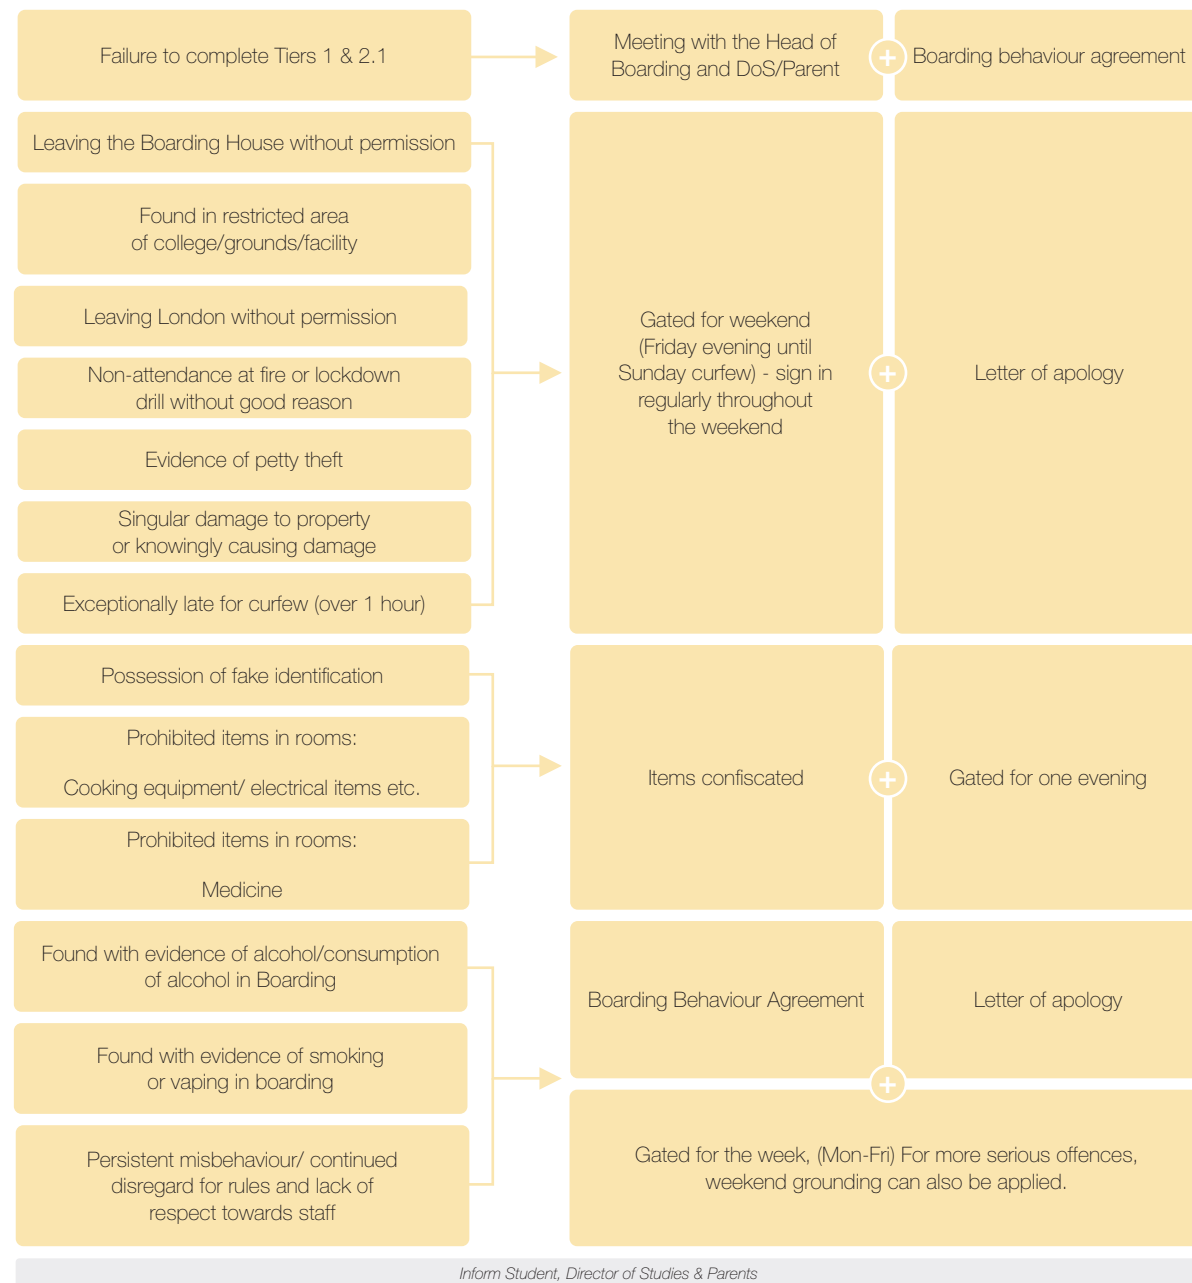 Failure to complete Tiers 1 & 2.1
Meeting with the Head of
Boarding and DoS/Parent
+
Boarding behaviour agreement
Leaving the Boarding House without permission
Found in restricted area
of college/grounds/facility
Leaving London without permission
Non-attendance at fire or lockdown
drill without good reason
Evidence of petty theft
Singular damage to property
or knowingly causing damage
Exceptionally late for curfew (over 1 hour)
Gated for weekend
(Friday evening until
Sunday curfew) - sign in
regularly throughout
the weekend
+
Letter of apology
Possession of fake identification
Prohibited items in rooms:
Cooking equipment/ electrical items etc.
Prohibited items in rooms:
Medicine
Items confiscated
+
Gated for one evening
Found with evidence of alcohol/consumption
of alcohol in Boarding
Found with evidence of smoking
or vaping in boarding
Persistent misbehaviour/ continued
disregard for rules and lack of
respect towards staff
Boarding Behaviour Agreement
Letter of apology
+
Gated for the week, (Mon-Fri) For more serious offences,
weekend grounding can also be applied.
Inform Student, Director of Studies & Parents